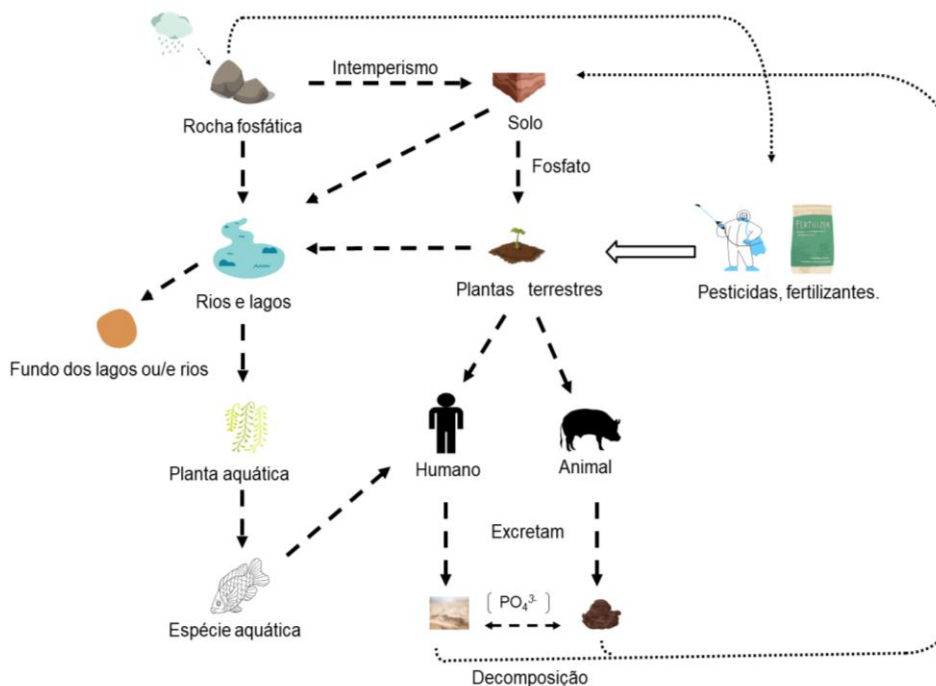 Intemperismo
Rocha fosfática
Solo
Fosfato
Rios e lagos
Plantas terrestres
Pesticidas, fertilizantes.
Fundo dos lagos ou/e rios
Planta aquática
Humano
Animal
Excretam
[ PO₄³⁻ ]
Espécie aquática
Decomposição